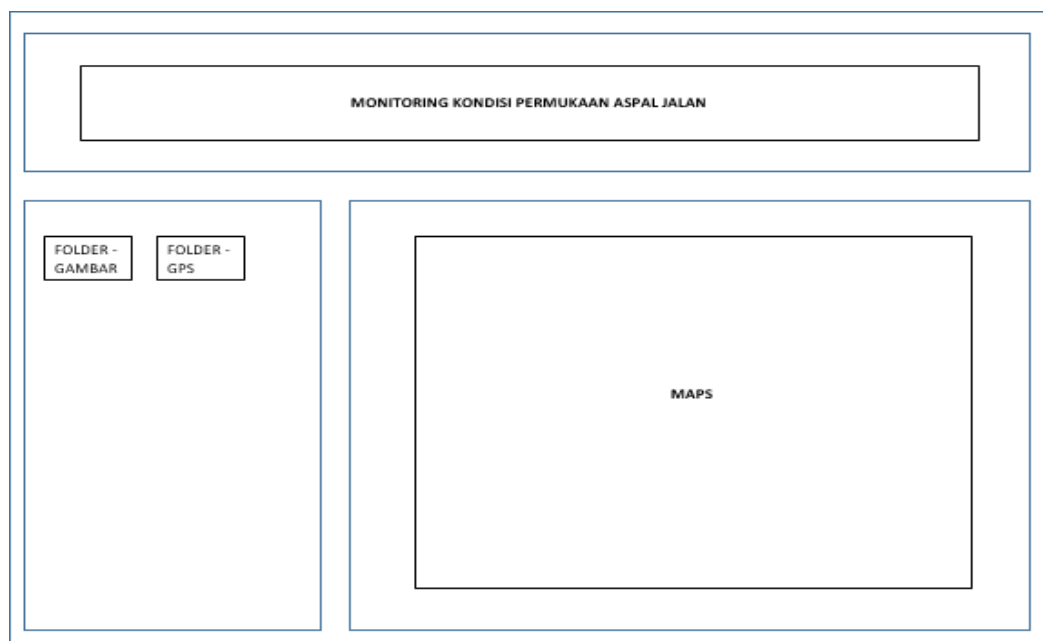 MONITORING KONDISI PERMUKAAN ASPAL JALAN
FOLDER -
GAMBAR
FOLDER -
GPS
MAPS